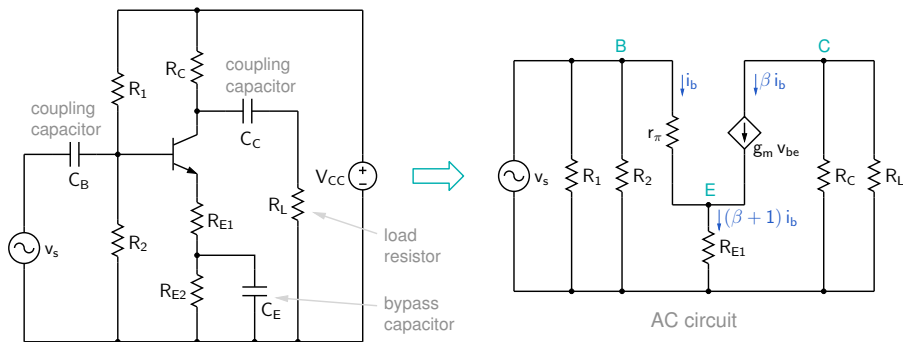 R_C
coupling
capacitor
R_1
coupling
capacitor
C_C
C_B
V_CC
R_L
R_E1
v_s
R_2
load
resistor
R_E2
C_E
bypass
capacitor
B
C
i_b
β i_b
r_π
g_m v_be
v_s
R_1
R_2
E
R_C
R_L
(β + 1) i_b
R_E1
AC circuit